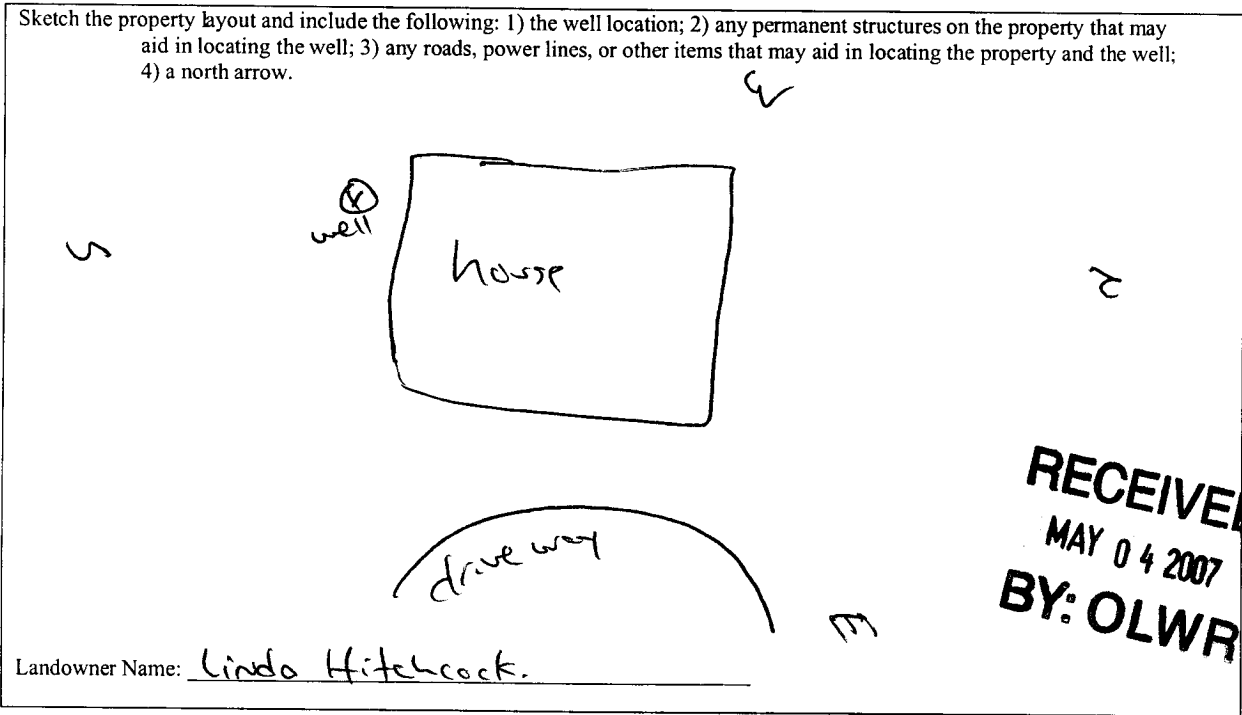 Sketch the property layout and include the following: 1) the well location; 2) any permanent structures on the property that may
aid in locating the well; 3) any roads, power lines, or other items that may aid in locating the property and the well;
4) a north arrow.
W
well
S
house
N
driveway
E
RECEIVED
MAY 04 2007
BY: OLWR
Landowner Name: Linda Hitchcock.